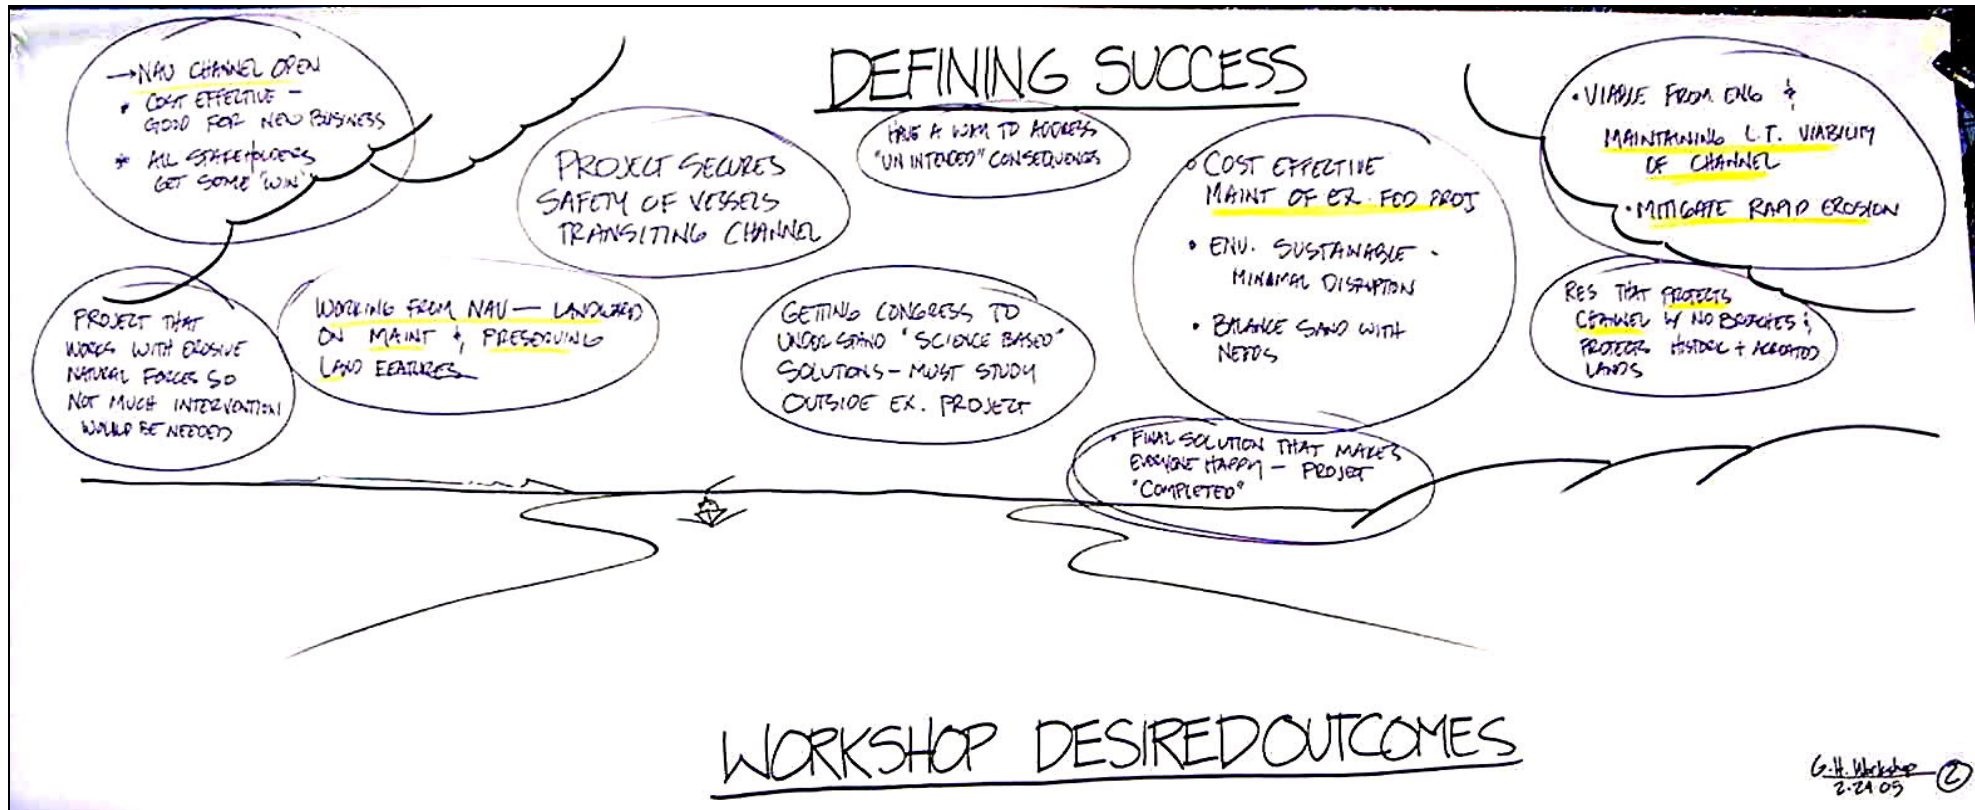 DEFINING SUCCESS
→NAV CHANNEL OPEN
• COST EFFECTIVE –
GOOD FOR NEW BUSINESS
* ALL STAKEHOLDERS
GET SOME "WIN"
PROJECT SECURES
SAFETY OF VESSELS
TRANSITING CHANNEL
HAVE A WAY TO ADDRESS
"UNINTENDED" CONSEQUENCES
• COST EFFECTIVE
MAINT OF EX. FED PROJ
• ENV. SUSTAINABLE -
MINIMAL DISRUPTION
• BALANCE SAND WITH
NEEDS
• VIABLE FROM ENG &
MAINTAINING L.T. VIABILITY
OF CHANNEL
• MITIGATE RAPID EROSION
PROJECT THAT
WORKS WITH EROSIVE
NATURAL FORCES SO
NOT MUCH INTERVENTION
WOULD BE NEEDED
WORKING FROM NAV — LANDWARD
ON MAINT & PRESERVING
LAND FEATURES
GETTING CONGRESS TO
UNDERSTAND "SCIENCE BASED"
SOLUTIONS – MUST STUDY
OUTSIDE EX. PROJECT
RES THAT PROTECTS
CHANNEL W/ NO BREACHES &
PROTECTS HISTORIC + ACCREATED
LANDS
• FINAL SOLUTION THAT MAKES
EVERYONE HAPPY – PROJECT
"COMPLETED"
WORKSHOP DESIRED OUTCOMES
G.H. Workshop
2.24 05
2